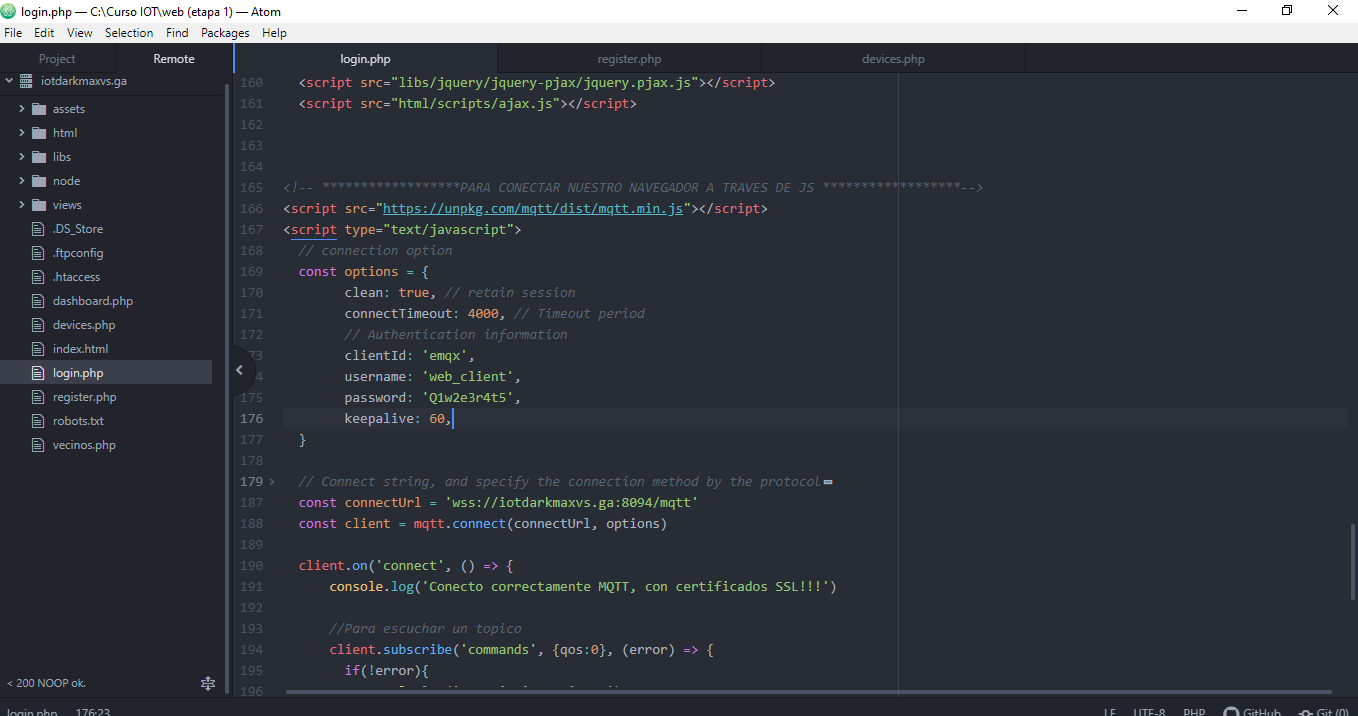 login.php — C:\Curso IOT\web (etapa 1) — Atom
File Edit View Selection Find Packages Help
Project Remote
login.php register.php devices.php
iotdarkmaxvs.ga
assets
html
libs
node
views
.DS_Store
.ftpconfig
.htaccess
dashboard.php
devices.php
index.html
login.php
register.php
robots.txt
vecinos.php
< 200 NOOP ok.
160 <script src="libs/jquery/jquery-pjax/jquery.pjax.js"></script>
161 <script src="html/scripts/ajax.js"></script>
162
163
164
165 <!-- ******************PARA CONECTAR NUESTRO NAVEGADOR A TRAVES DE JS ******************-->
166 <script src="https://unpkg.com/mqtt/dist/mqtt.min.js"></script>
167 <script type="text/javascript">
168 // connection option
169 const options = {
170 clean: true, // retain session
171 connectTimeout: 4000, // Timeout period
172 // Authentication information
73 clientId: 'emqx',
4 username: 'web_client',
175 password: 'Q1w2e3r4t5',
176 keepalive: 60,
177 }
178
179 // Connect string, and specify the connection method by the protocol
187 const connectUrl = 'wss://iotdarkmaxvs.ga:8094/mqtt'
188 const client = mqtt.connect(connectUrl, options)
189
190 client.on('connect', () => {
191 console.log('Conecto correctamente MQTT, con certificados SSL!!!')
192
193 //Para escuchar un topico
194 client.subscribe('commands', {qos:0}, (error) => {
195 if(!error){
196
login.php 176:23 LF UTF-8 PHP GitHub Git (0)